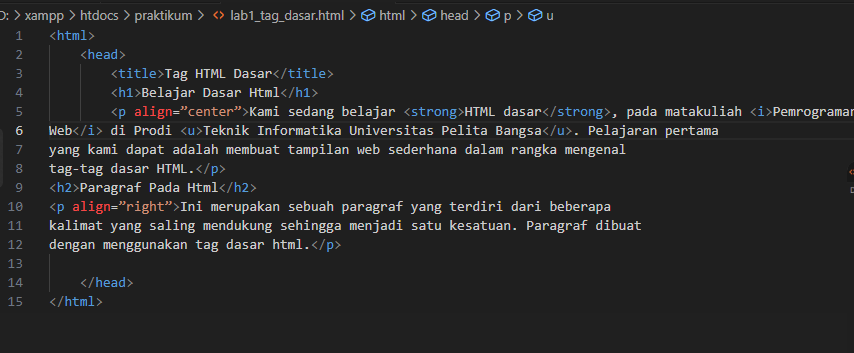 D: > xampp > htdocs > praktikum > <> lab1_tag_dasar.html > html > head > p > u
1 <html>
2 <head>
3 <title>Tag HTML Dasar</title>
4 <h1>Belajar Dasar Html</h1>
5 <p align=”center”>Kami sedang belajar <strong>HTML dasar</strong>, pada matakuliah <i>Pemrograman
6 Web</i> di Prodi <u>Teknik Informatika Universitas Pelita Bangsa</u>. Pelajaran pertama
7 yang kami dapat adalah membuat tampilan web sederhana dalam rangka mengenal
8 tag-tag dasar HTML.</p>
9 <h2>Paragraf Pada Html</h2>
10 <p align=”right”>Ini merupakan sebuah paragraf yang terdiri dari beberapa
11 kalimat yang saling mendukung sehingga menjadi satu kesatuan. Paragraf dibuat
12 dengan menggunakan tag dasar html.</p>
13
14 </head>
15 </html>